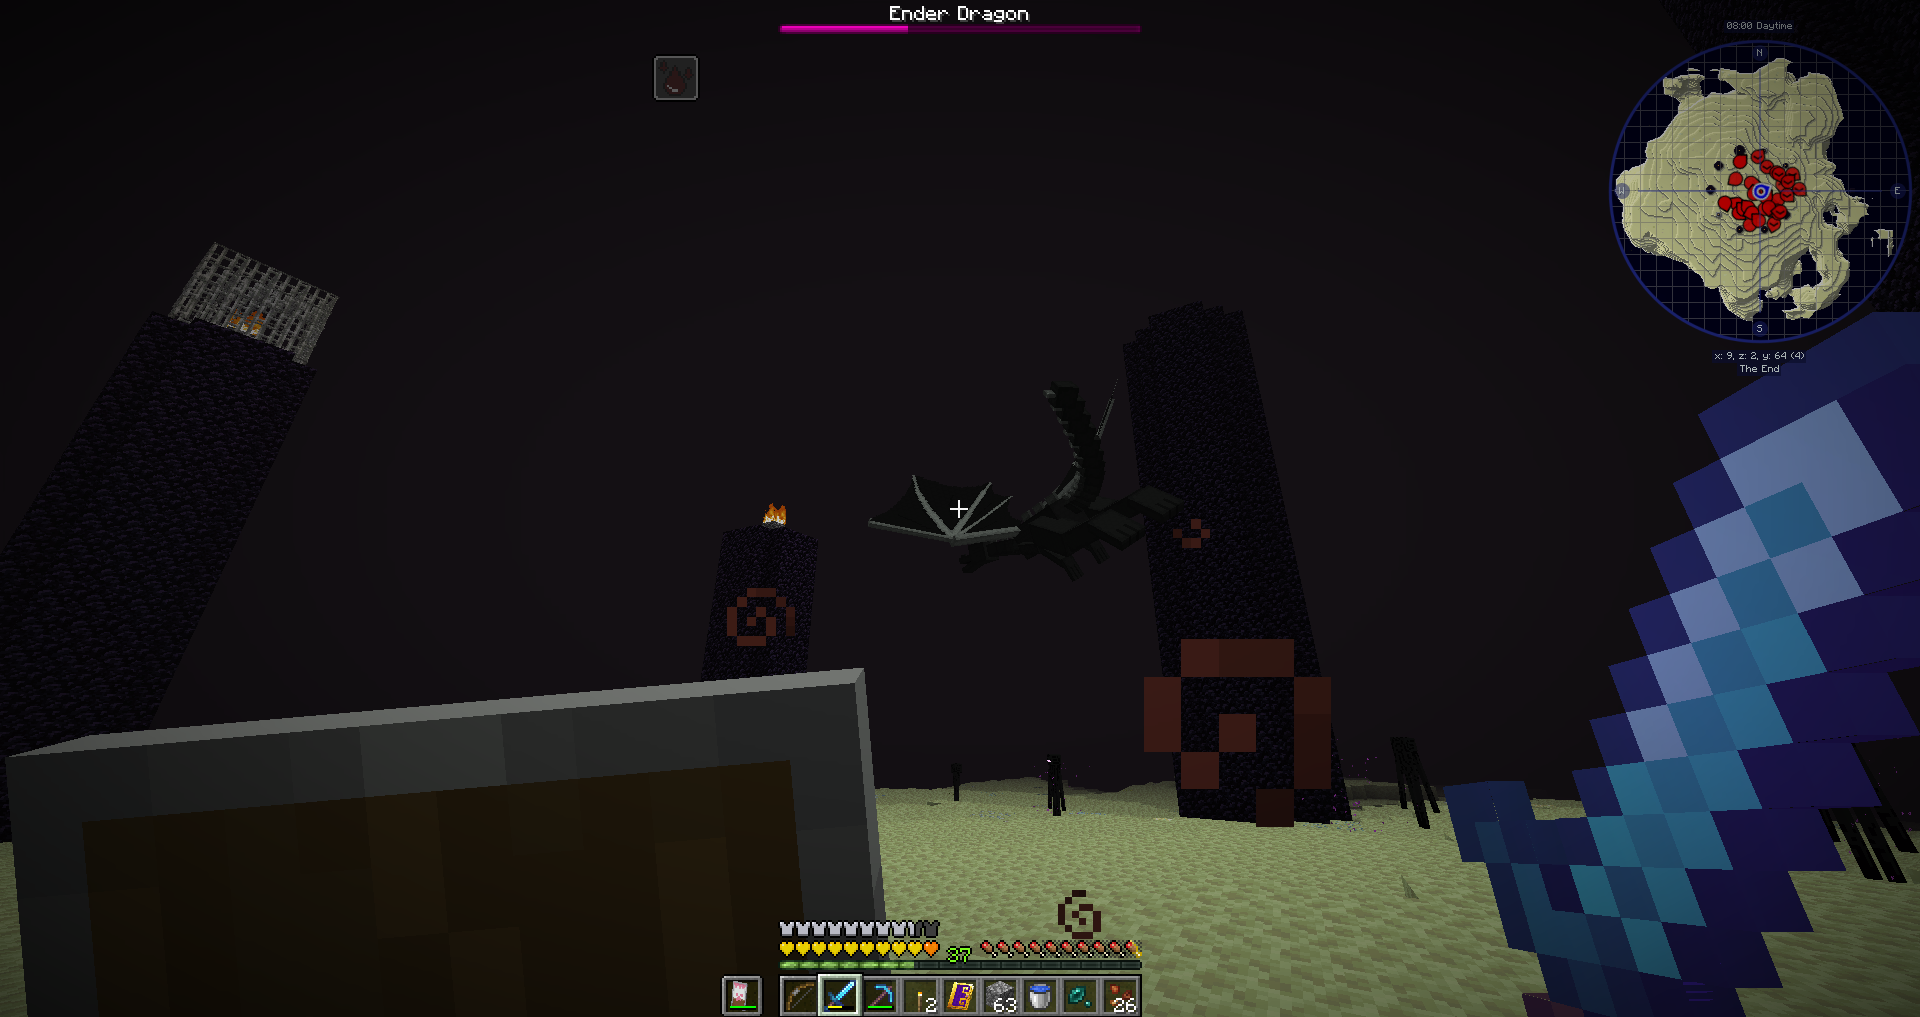 Ender Dragon
08:00 Daytime
N
W
E
S
x: 9, z: 2, y: 64 (4)
The End
37
2
63
26